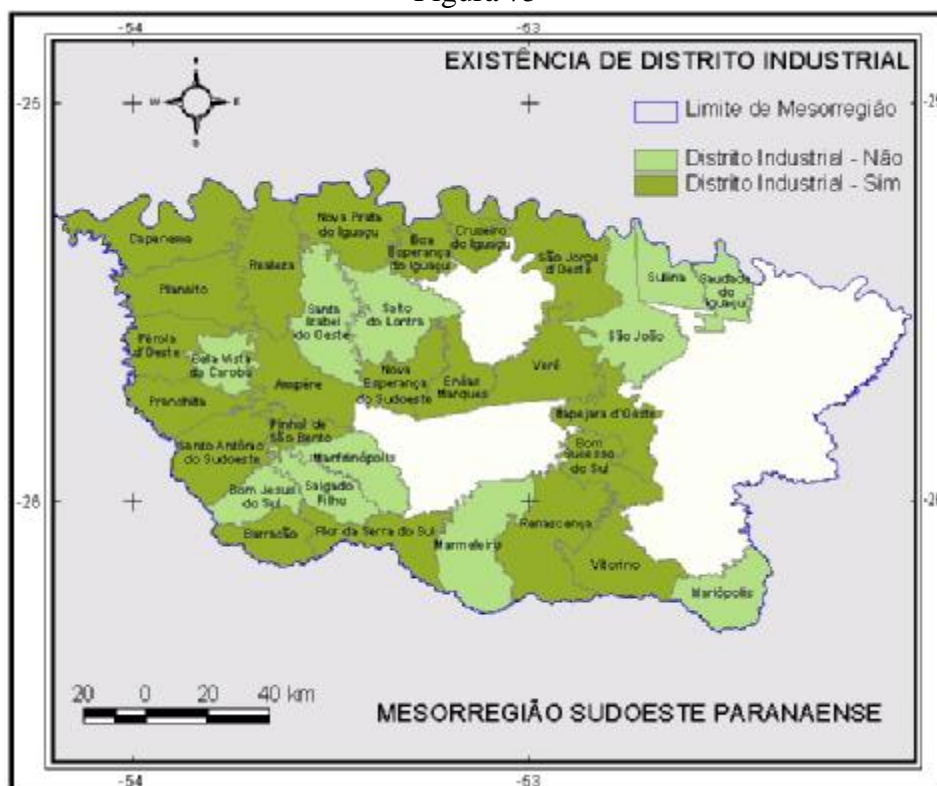 -54
-53
EXISTÊNCIA DE DISTRITO INDUSTRIAL
-25
Limite de Mesorregião
Distrito Industrial - Não
Distrito Industrial - Sim
Capanema
Nova Prata
do Iguaçu
Boa
Esperança
do Iguaçu
Cruzeiro
do Iguaçu
São Jorge
d'Oeste
Realeza
Sulina
Saudade
do Iguaçu
Planalto
Santa
Izabel
do Oeste
Salto
do Lontra
São João
Pérola
d'Oeste
Bela Vista
da Caroba
Ampére
Nova
Esperança
do Sudoeste
Enéas
Marques
Verê
Pranchita
Itapejara d'Oeste
Pinhal de
São Bento
Santo Antônio
do Sudoeste
Manfrinópolis
Bom
Sucesso
do Sul
Bom Jesus
do Sul
Salgado
Filho
-26
Barracão
Flor da Serra do Sul
Marmeleiro
Renascença
Vitorino
Mariópolis
20 0 20 40 km
MESORREGIÃO SUDOESTE PARANAENSE
-54
-53